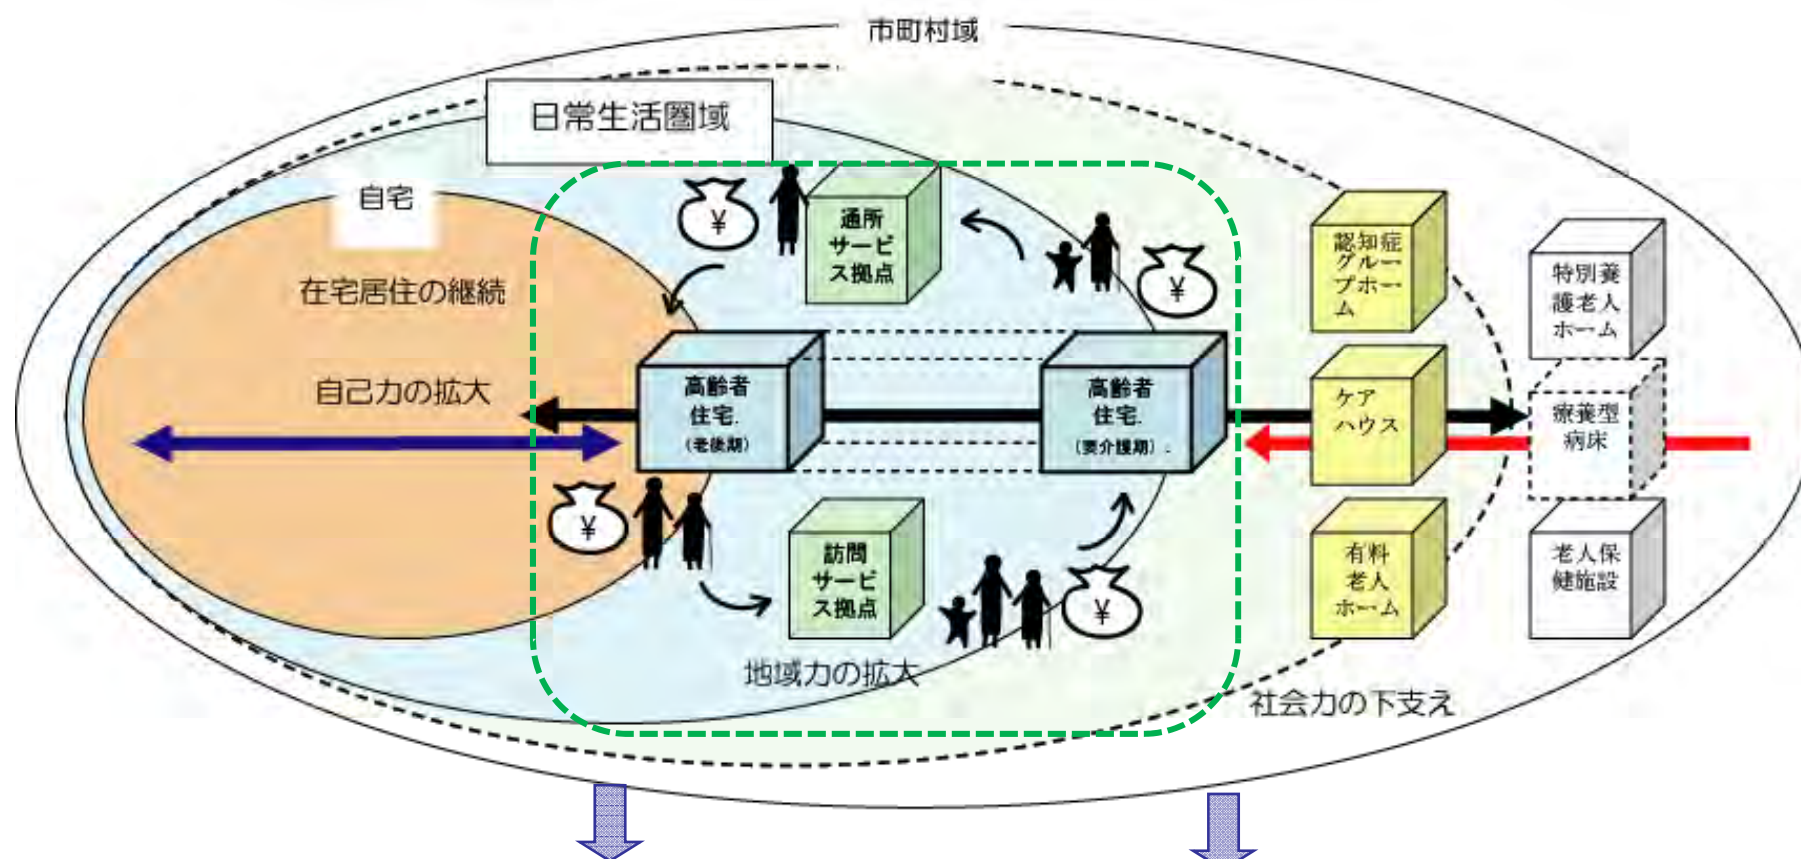 市町村域
日常生活圏域
自宅
在宅居住の継続
自己力の拡大
¥
通所
サービ
ス拠点
¥
高齢者
住宅.
(老後期)
高齢者
住宅.
(要介護期).
¥
訪問
サービ
ス拠点
¥
地域力の拡大
認知症
グルー
プホー
ム
ケア
ハウス
有料
老人
ホーム
特別養
護老人
ホーム
療養型
病床
老人保
健施設
社会力の下支え